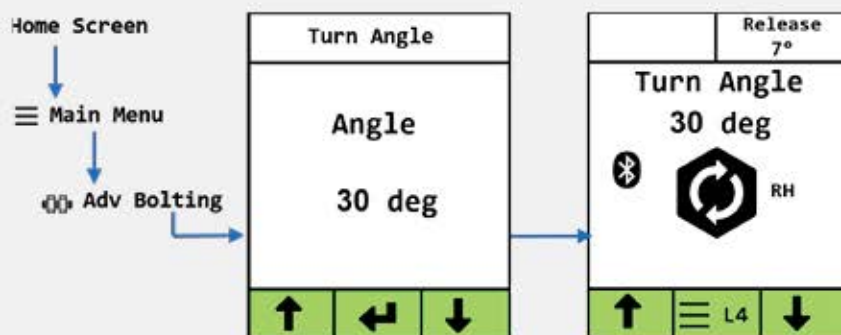 Home Screen
Main Menu
Adv Bolting
Turn Angle
Angle
30 deg
Release
7°
Turn Angle
30 deg
RH
L4